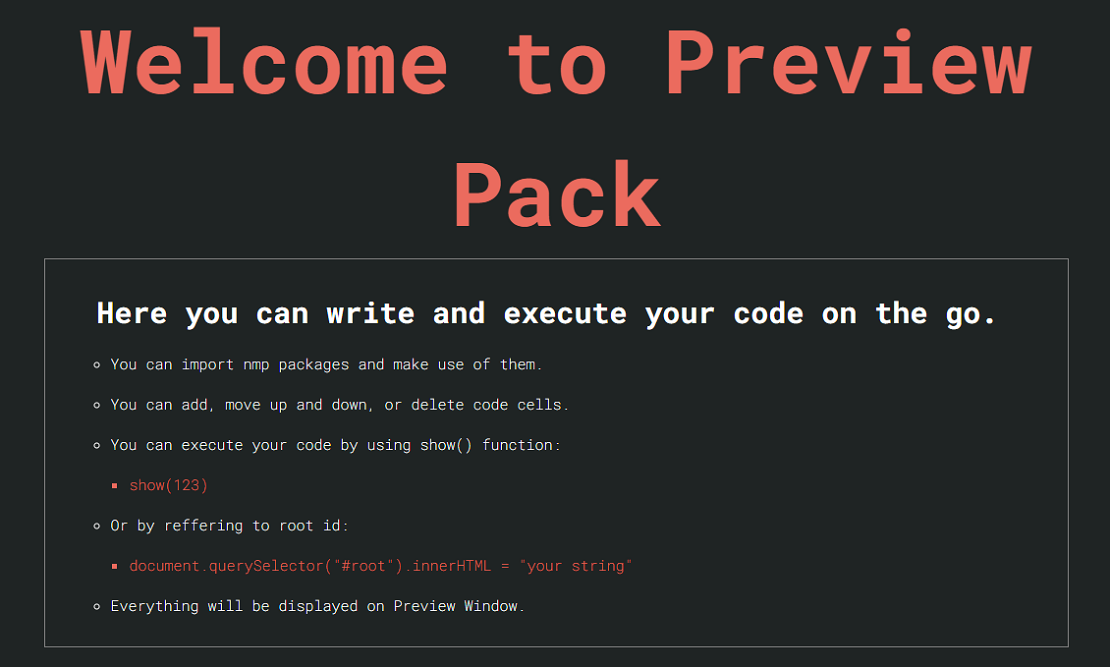 Welcome to Preview
Pack
Here you can write and execute your code on the go.
You can import nmp packages and make use of them.
You can add, move up and down, or delete code cells.
You can execute your code by using show() function:
show(123)
Or by reffering to root id:
document.querySelector("#root").innerHTML = "your string"
Everything will be displayed on Preview Window.